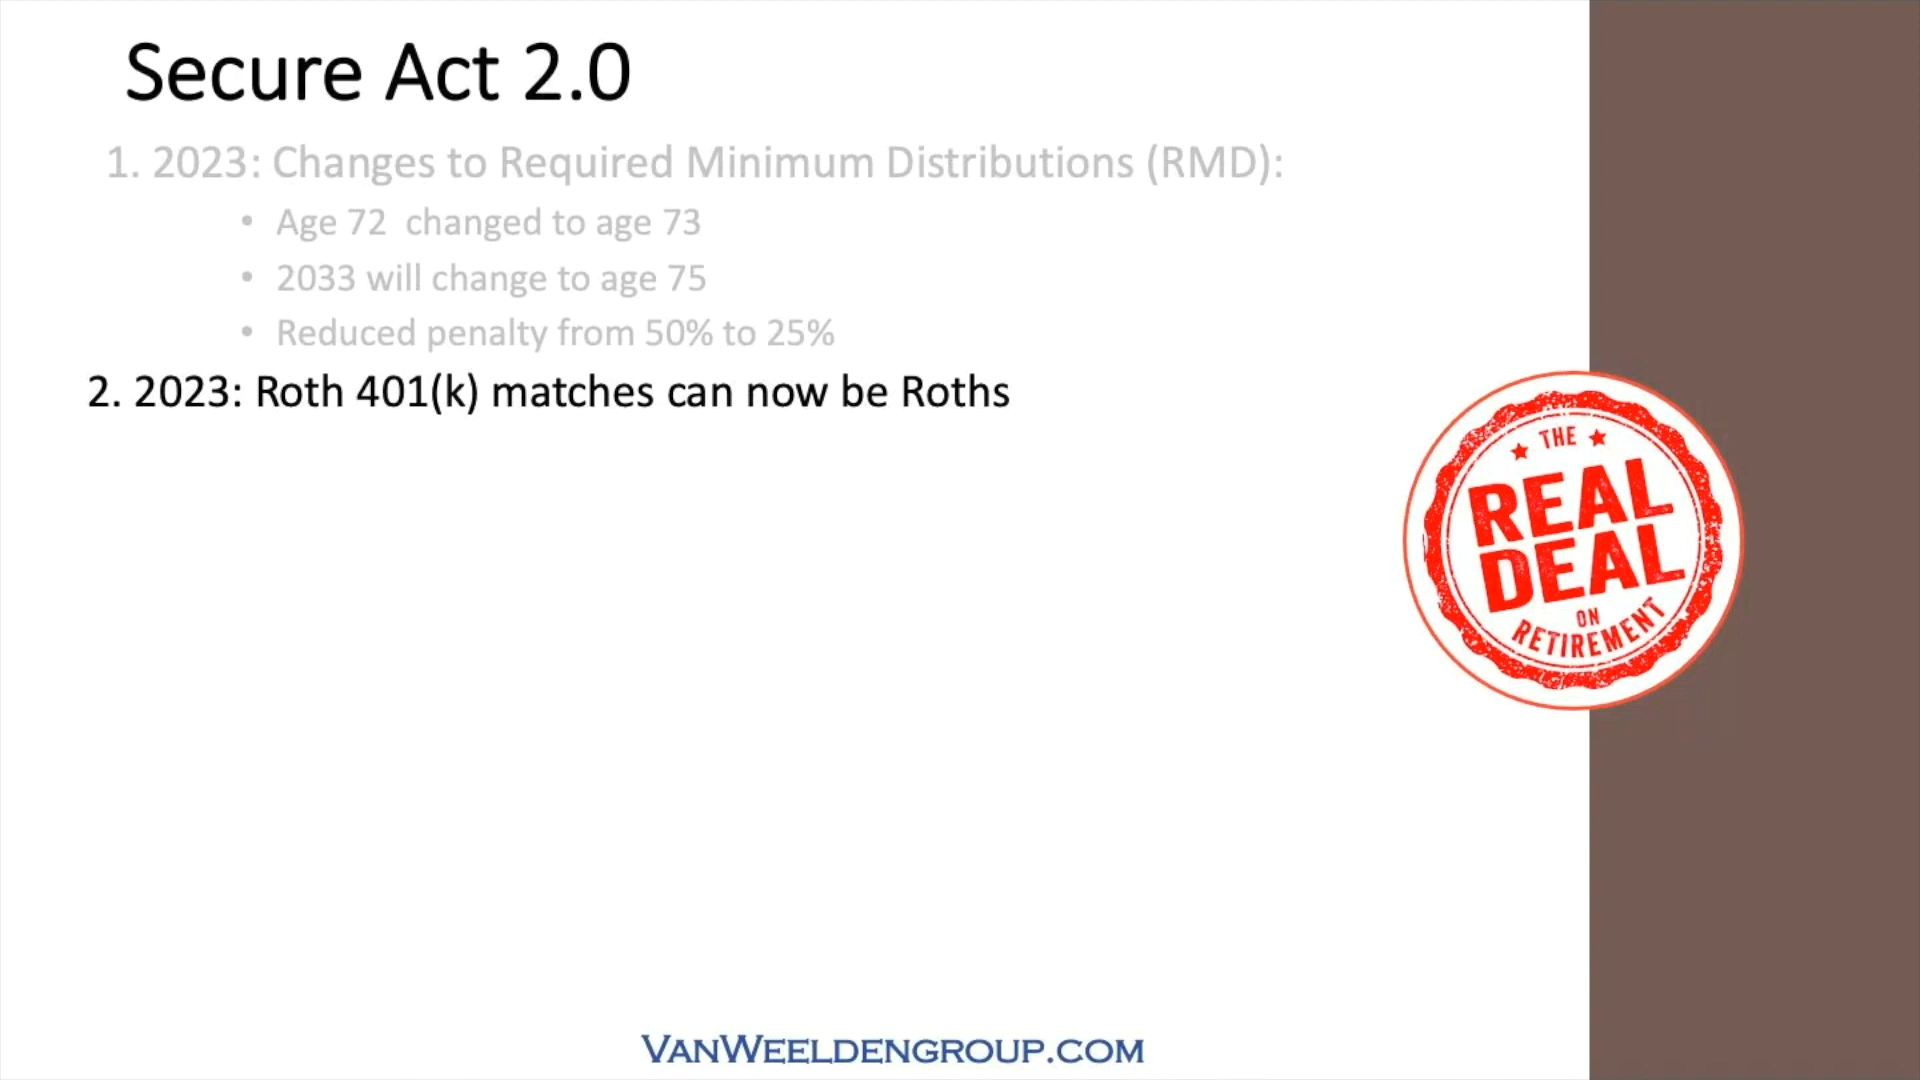 Secure Act 2.0
1. 2023: Changes to Required Minimum Distributions (RMD):
• Age 72  changed to age 73
• 2033 will change to age 75
• Reduced penalty from 50% to 25%
2. 2023: Roth 401(k) matches can now be Roths
★ THE ★
REAL
DEAL
ON
RETIREMENT
VANWEELDENGROUP.COM